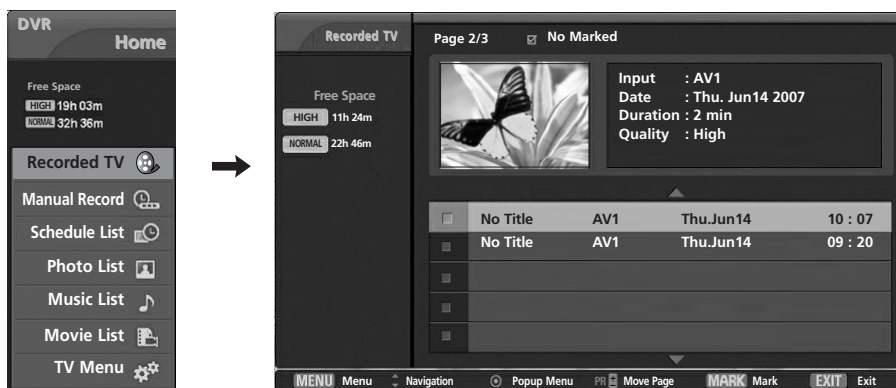 DVR
Home
Free Space
HIGH 19h 03m
NORMAL 32h 36m
Recorded TV
Manual Record
Schedule List
Photo List
Music List
Movie List
TV Menu
Recorded TV
Free Space
HIGH 11h 24m
NORMAL 22h 46m
Page 2/3 No Marked
Input : AV1
Date : Thu. Jun14 2007
Duration : 2 min
Quality : High
No Title AV1 Thu.Jun14 10 : 07
No Title AV1 Thu.Jun14 09 : 20
MENU Menu Navigation Popup Menu PR Move Page MARK Mark EXIT Exit